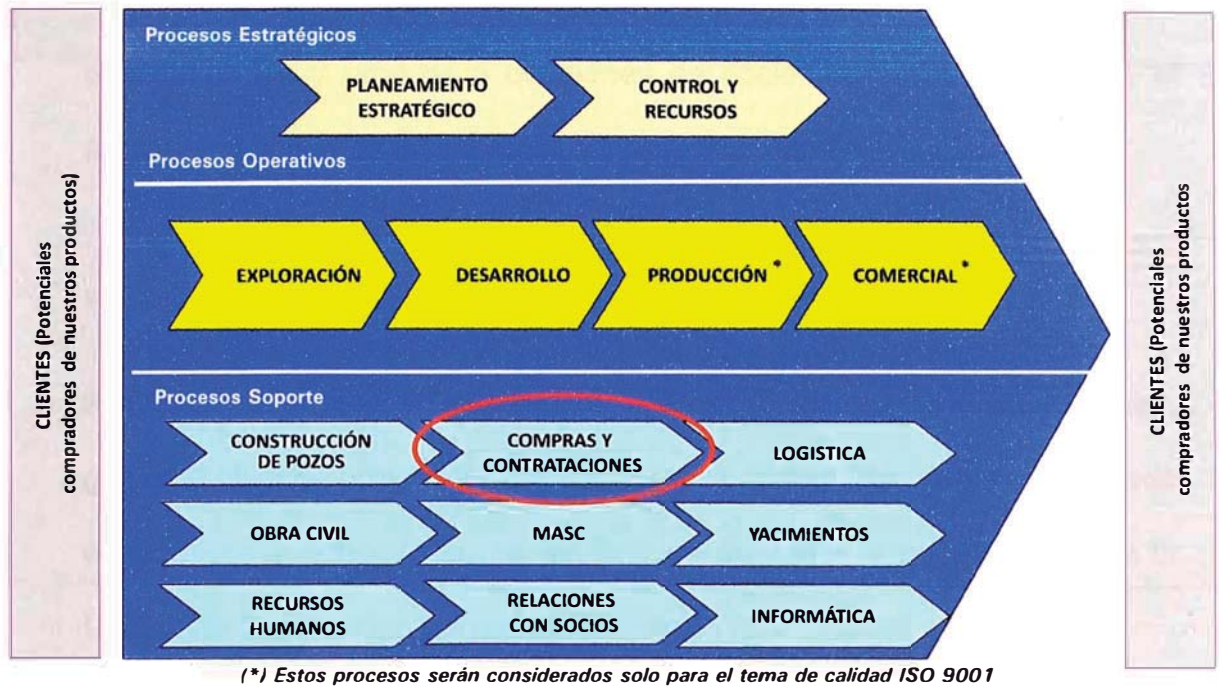 CLIENTES (Potenciales
compradores de nuestros productos)
Procesos Estratégicos
PLANEAMIENTO
ESTRATÉGICO
CONTROL Y
RECURSOS
Procesos Operativos
EXPLORACIÓN
DESARROLLO
PRODUCCIÓN *
COMERCIAL *
Procesos Soporte
CONSTRUCCIÓN
DE POZOS
COMPRAS Y
CONTRATACIONES
LOGISTICA
OBRA CIVIL
MASC
YACIMIENTOS
RECURSOS
HUMANOS
RELACIONES
CON SOCIOS
INFORMÁTICA
CLIENTES (Potenciales
compradores de nuestros productos
(*) Estos procesos serán considerados solo para el tema de calidad ISO 9001